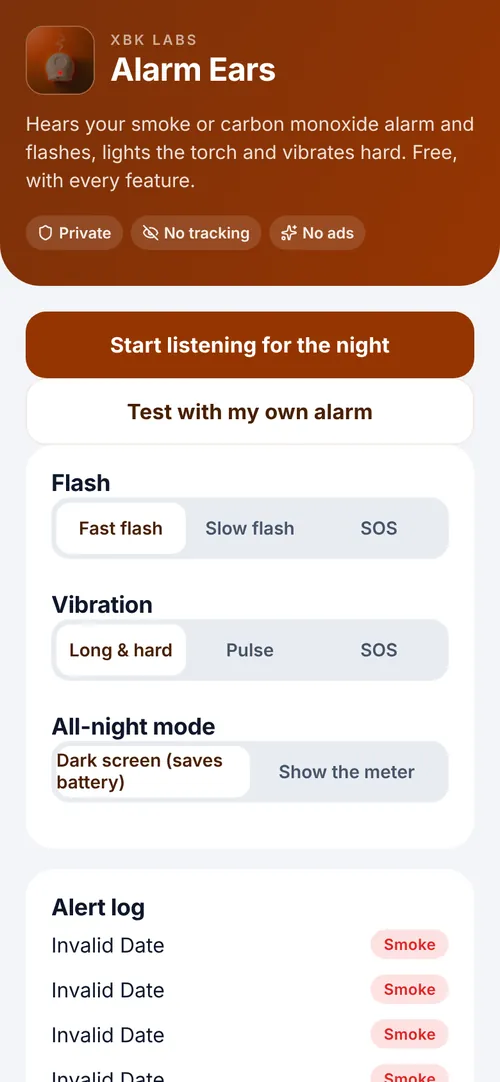 XBK LABS
Alarm Ears
Hears your smoke or carbon monoxide alarm and
flashes, lights the torch and vibrates hard. Free,
with every feature.
Private
No tracking
No ads
Start listening for the night
Test with my own alarm
Flash
Fast flash
Slow flash
SOS
Vibration
Long & hard
Pulse
SOS
All-night mode
Dark screen (saves
battery)
Show the meter
Alert log
Invalid Date
Smoke
Invalid Date
Smoke
Invalid Date
Smoke
Invalid Date
Smoke